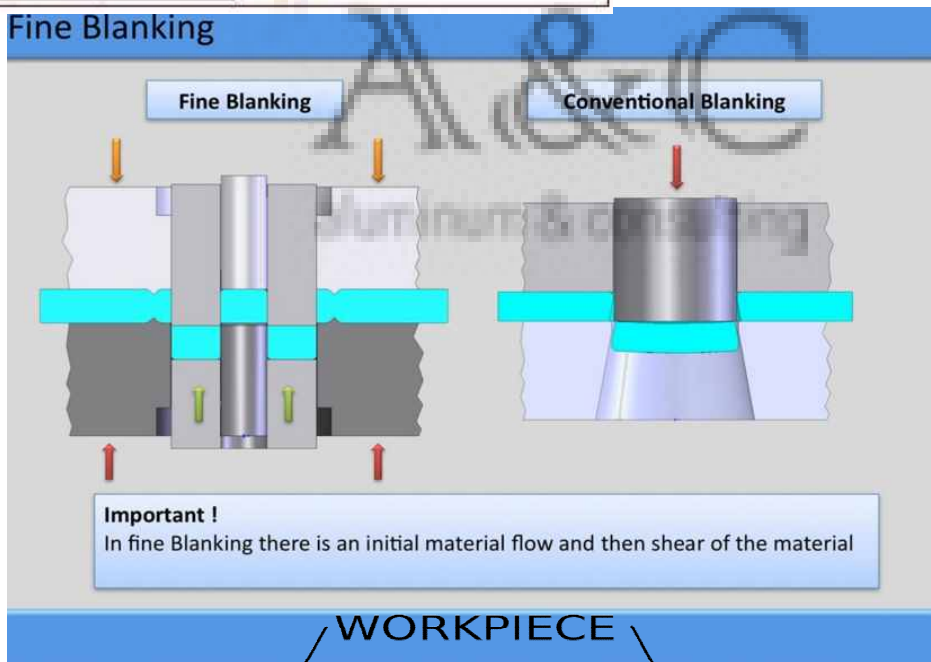 Fine Blanking
A&C
aluminum & consulting
Fine Blanking
Conventional Blanking
Important !
In fine Blanking there is an initial material flow and then shear of the material
WORKPIECE